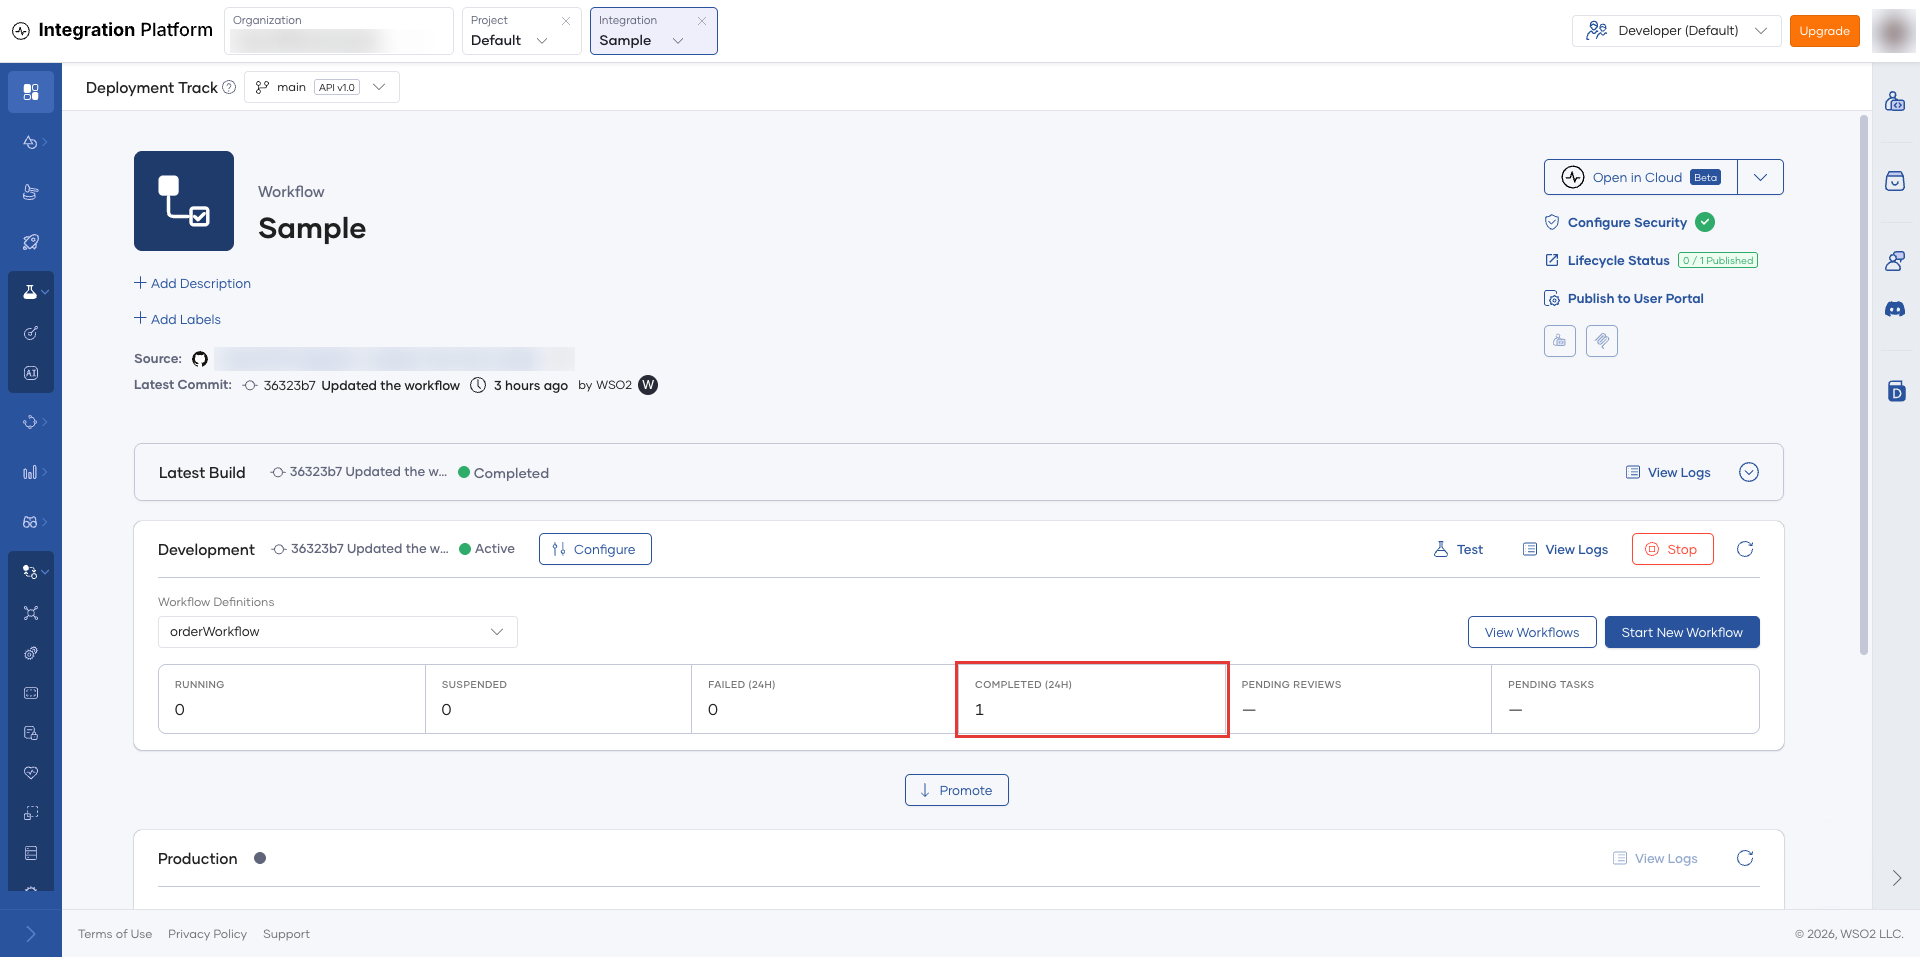 Integration Platform
Organization
Project
Default
Integration
Sample
Developer (Default)
Upgrade
Deployment Track
main
API v1.0
Workflow
Sample
Add Description
Add Labels
Source:
Latest Commit:
36323b7 Updated the workflow
3 hours ago
by WSO2
W
Open in Cloud
Beta
Configure Security
Lifecycle Status
0 / 1 Published
Publish to User Portal
AI
D
Latest Build
36323b7 Updated the w...
Completed
View Logs
Development
36323b7 Updated the w...
Active
Configure
Test
View Logs
Stop
Workflow Definitions
orderWorkflow
View Workflows
Start New Workflow
RUNNING
0
SUSPENDED
0
FAILED (24H)
0
COMPLETED (24H)
1
PENDING REVIEWS
—
PENDING TASKS
—
Promote
Production
View Logs
Terms of Use
Privacy Policy
Support
© 2026, WSO2 LLC.